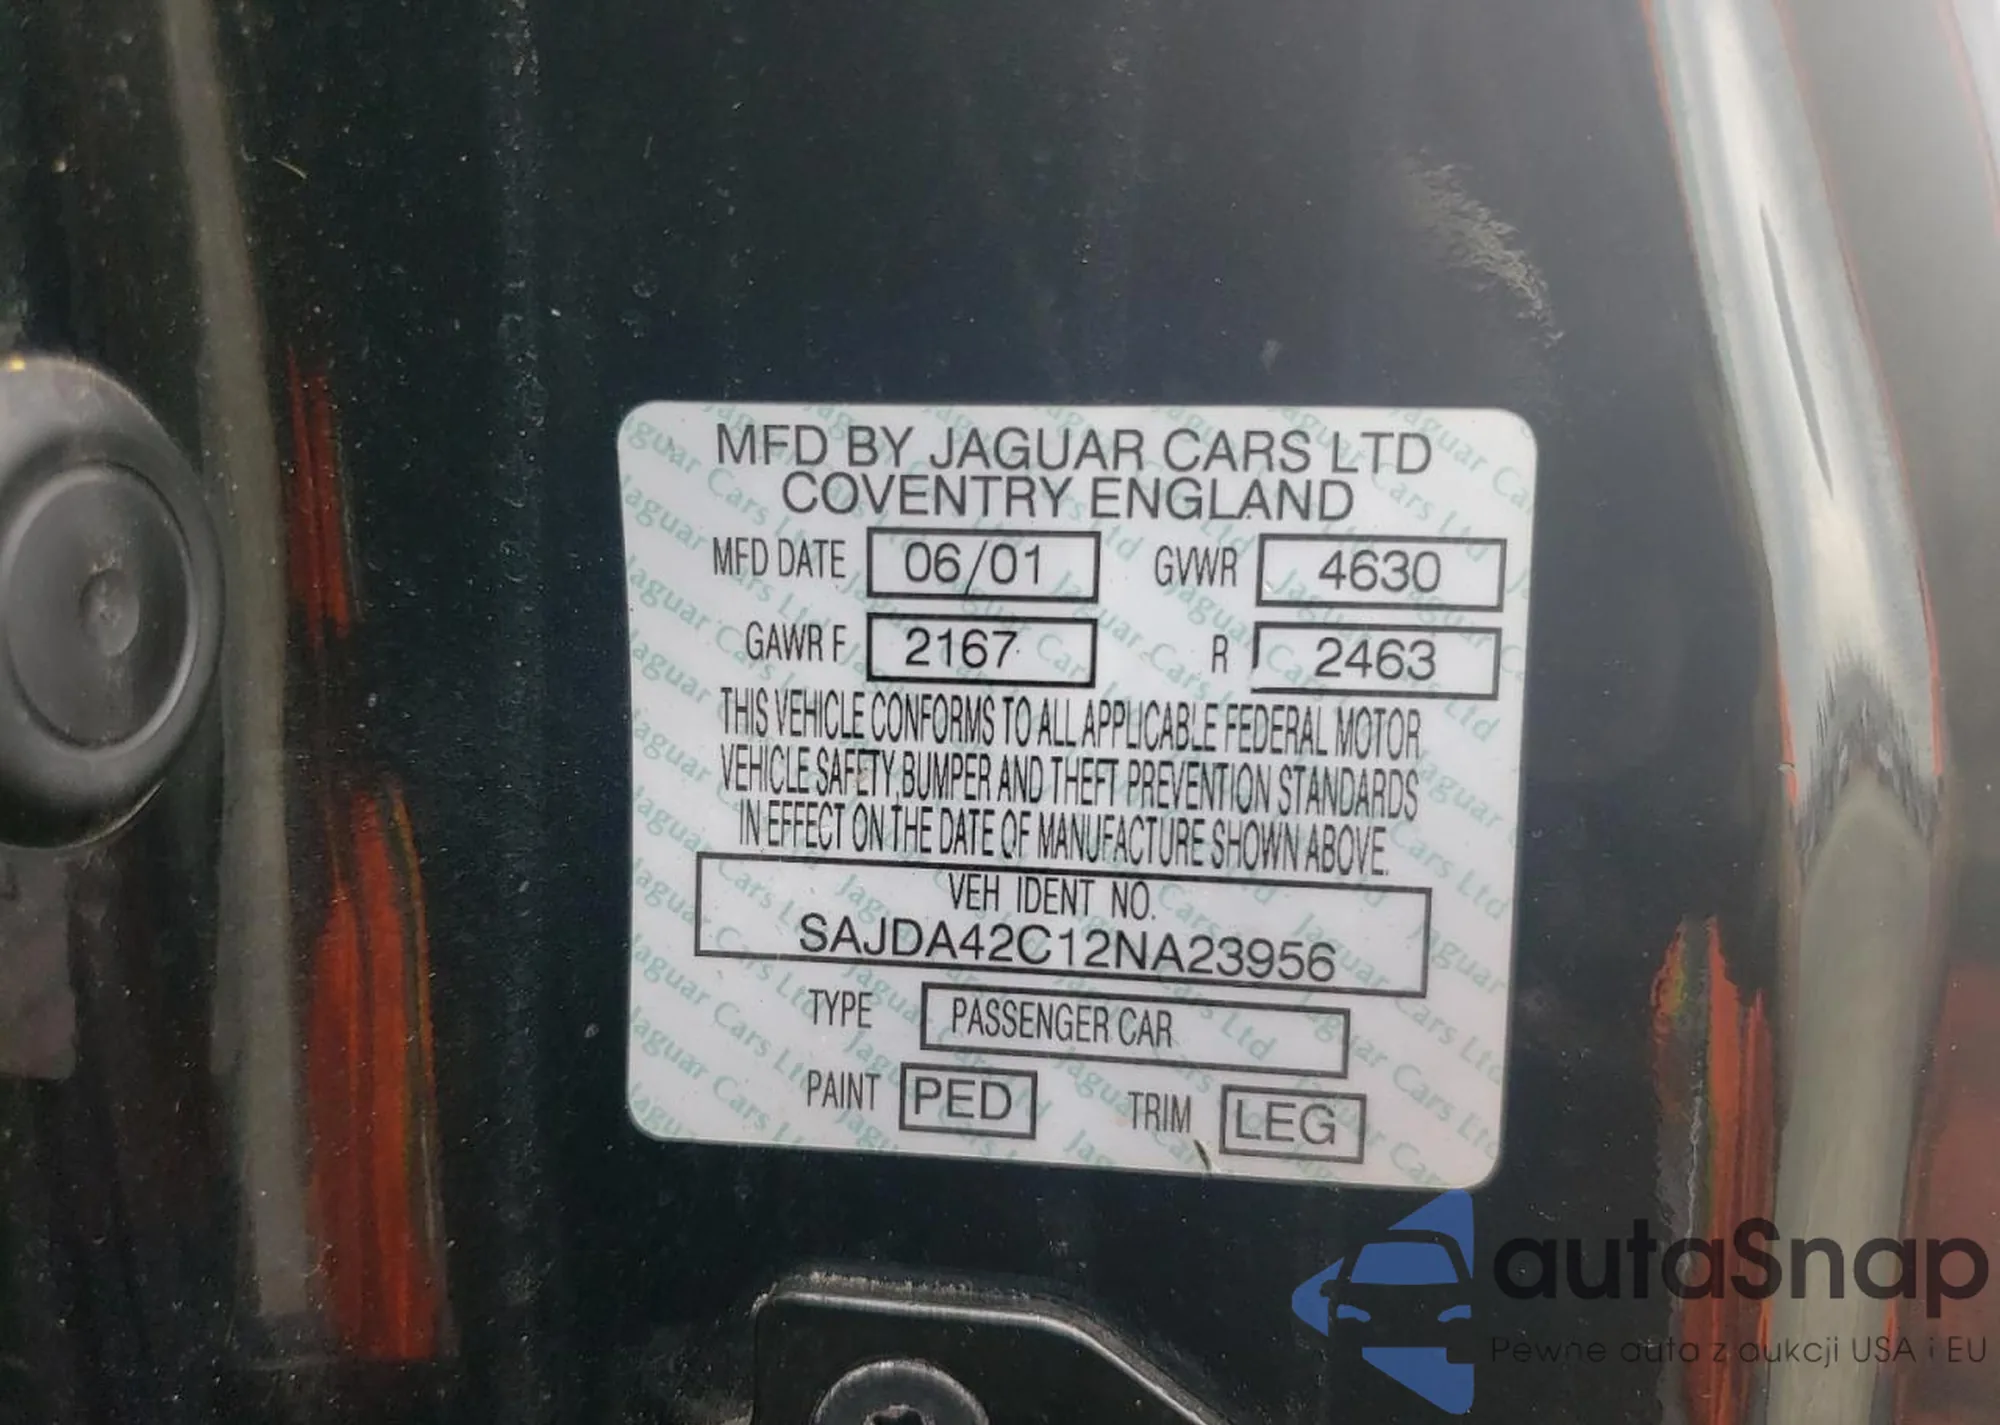 MFD BY JAGUAR CARS LTD
COVENTRY ENGLAND
MFD DATE 06/01 GVWR 4630
GAWR F 2167 R 2463
THIS VEHICLE CONFORMS TO ALL APPLICABLE FEDERAL MOTOR
VEHICLE SAFETY, BUMPER AND THEFT PREVENTION STANDARDS
IN EFFECT ON THE DATE OF MANUFACTURE SHOWN ABOVE.
VEH IDENT NO.
SAJDA42C12NA23956
TYPE PASSENGER CAR
PAINT PED TRIM LEG
autoSnap
Pewne auta z aukcji USA i EU